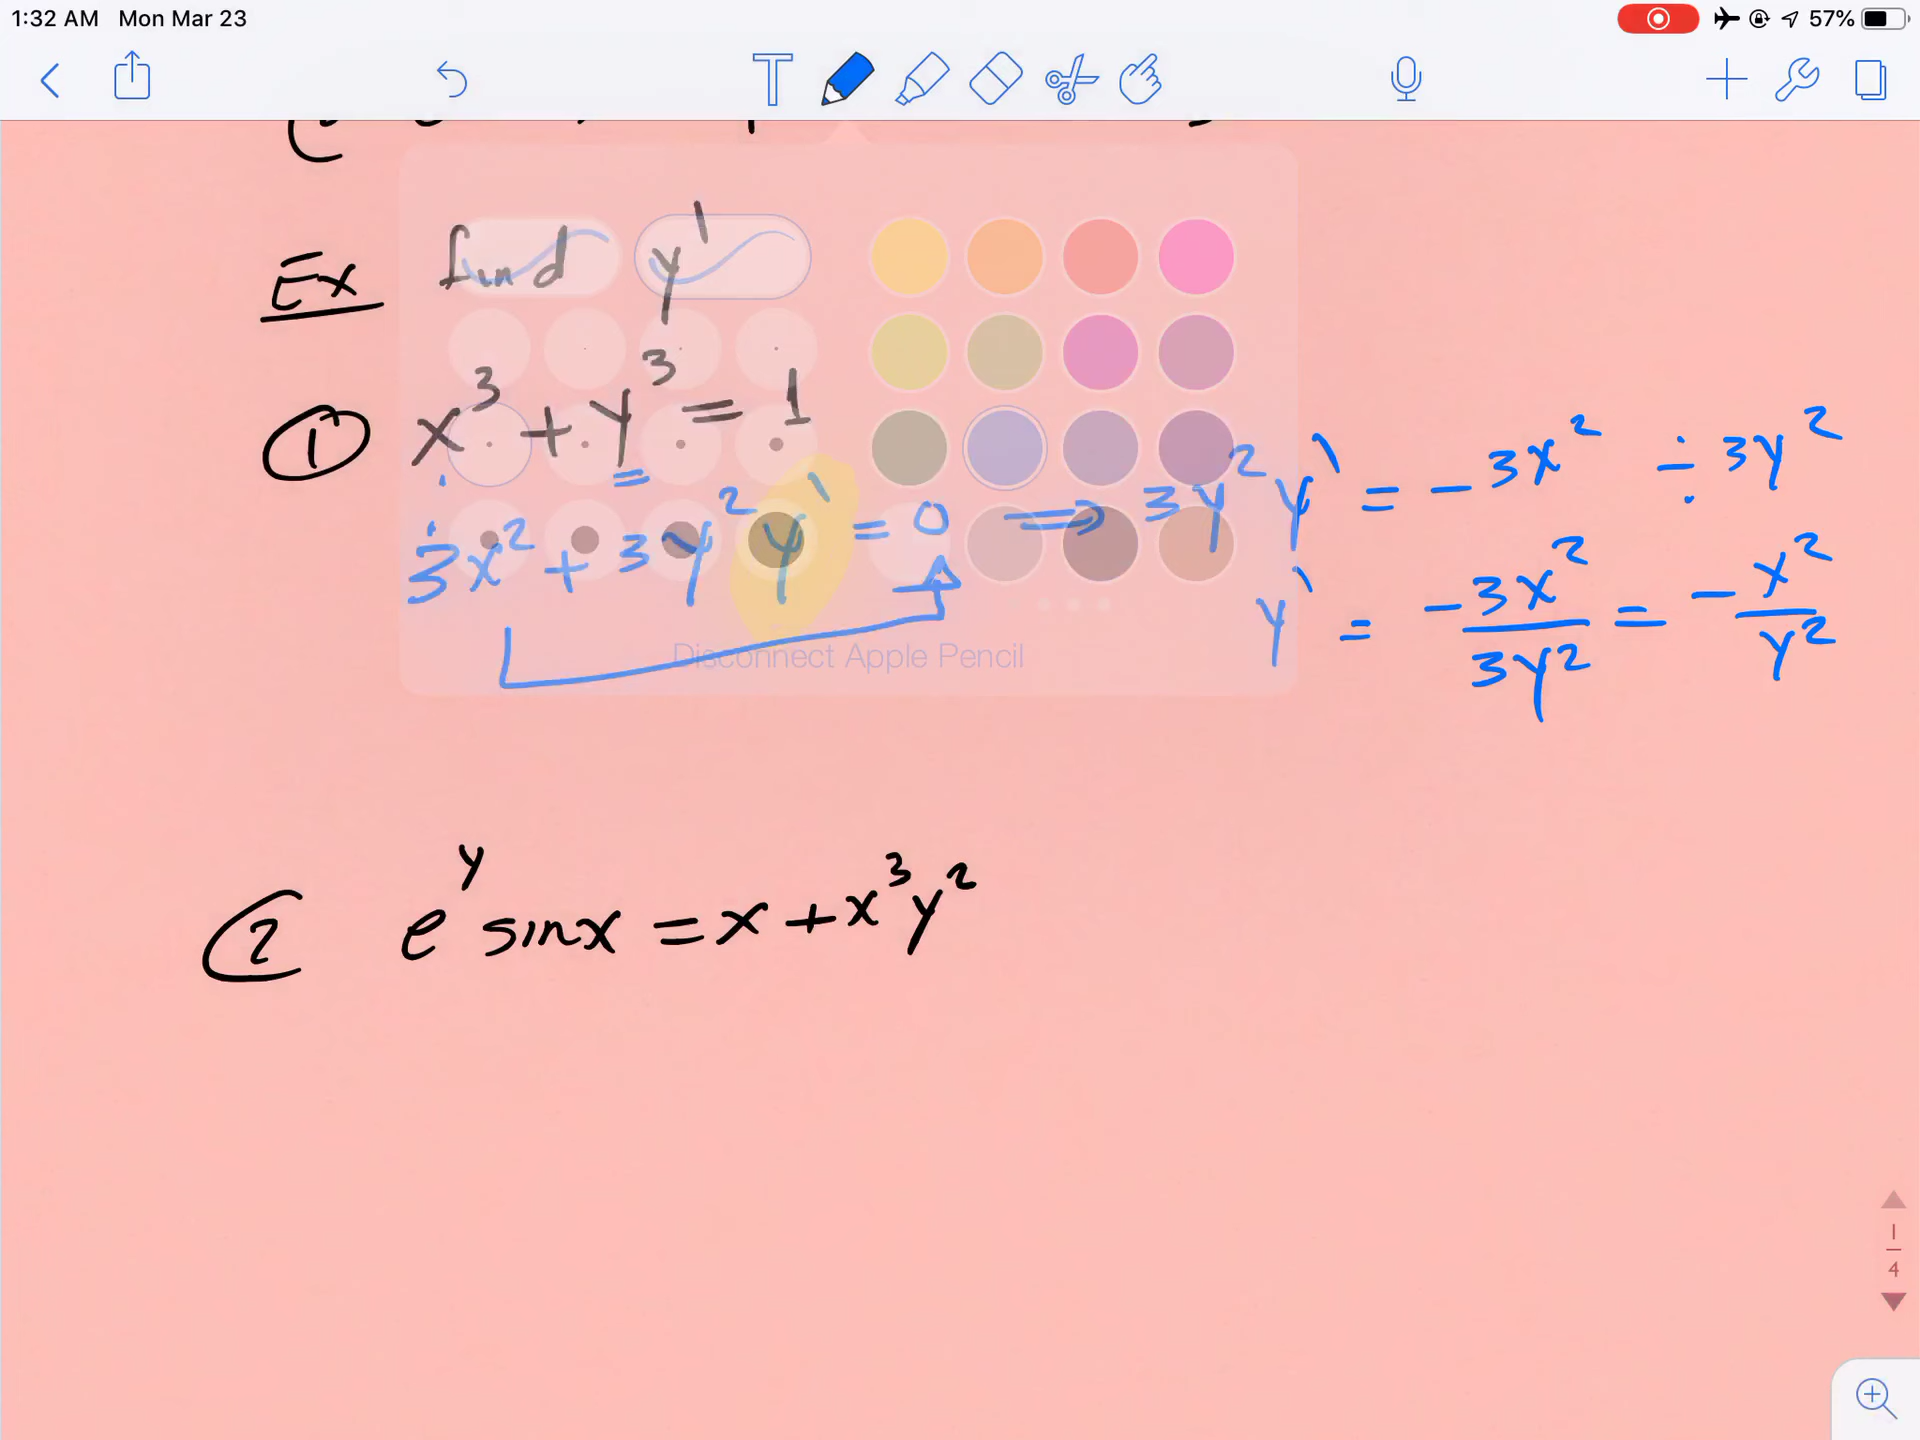 1:32 AM Mon Mar 23
57%
T
Ex find y'
① x³ + y³ = 1
3x² + 3y² y' = 0 ⟹ 3y² y' = -3x² ÷ 3y²
y' = -3x²/3y² = -x²/y²
Disconnect Apple Pencil
② e^y sinx = x + x³y²
1
4